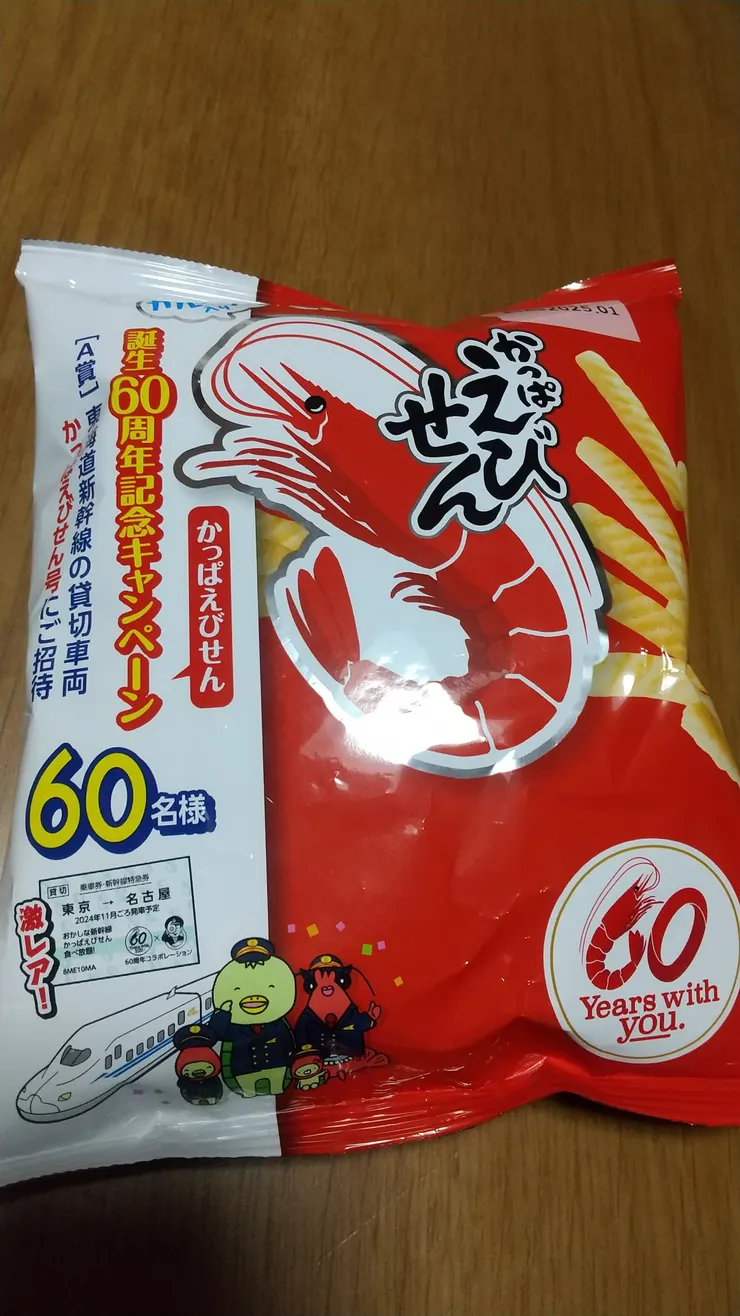 2025.01
かっぱ
えびせん
かっぱえびせん
誕生60周年記念キャンペーン
[A賞] 東海道新幹線の貸切車両
かっぱえびせん号にご招待
60名様
激レア!
貸切 乗車券・新幹線特急券
東京 → 名古屋
2024年11月ごろ発車予定
おかしな新幹線
かっぱえびせん
食べ放題!
60
60周年コラボレーション
8ME10MA
60
Years with
you.